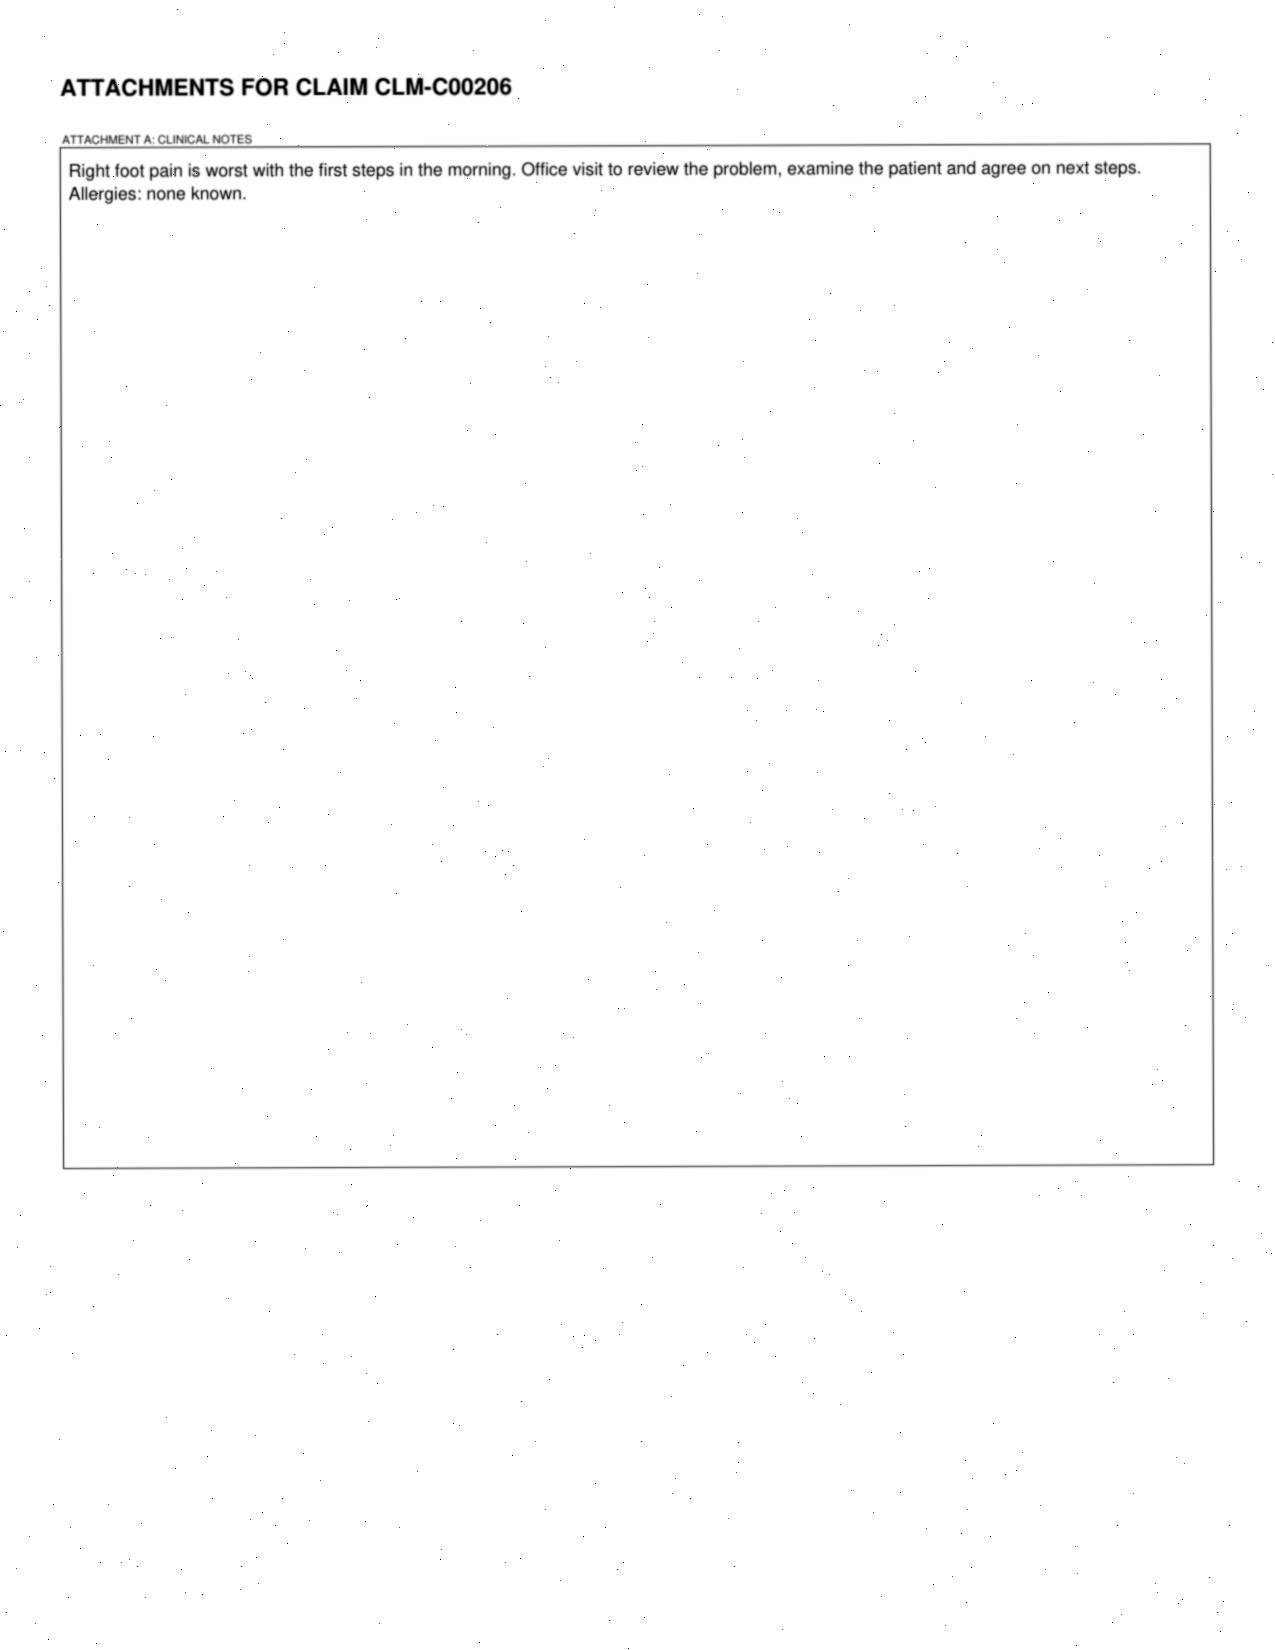 ATTACHMENTS FOR CLAIM CLM-C00206
ATTACHMENT A: CLINICAL NOTES
Right foot pain is worst with the first steps in the morning. Office visit to review the problem, examine the patient and agree on next steps.
Allergies: none known.